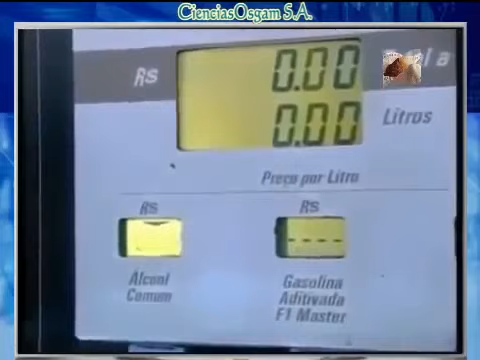 CienciasOsgam S.A.
R$
0.00
0.00
Litros
Preço por Litro
R$
R$
----
Álcool
Comum
Gasolina
Aditivada
F1 Master